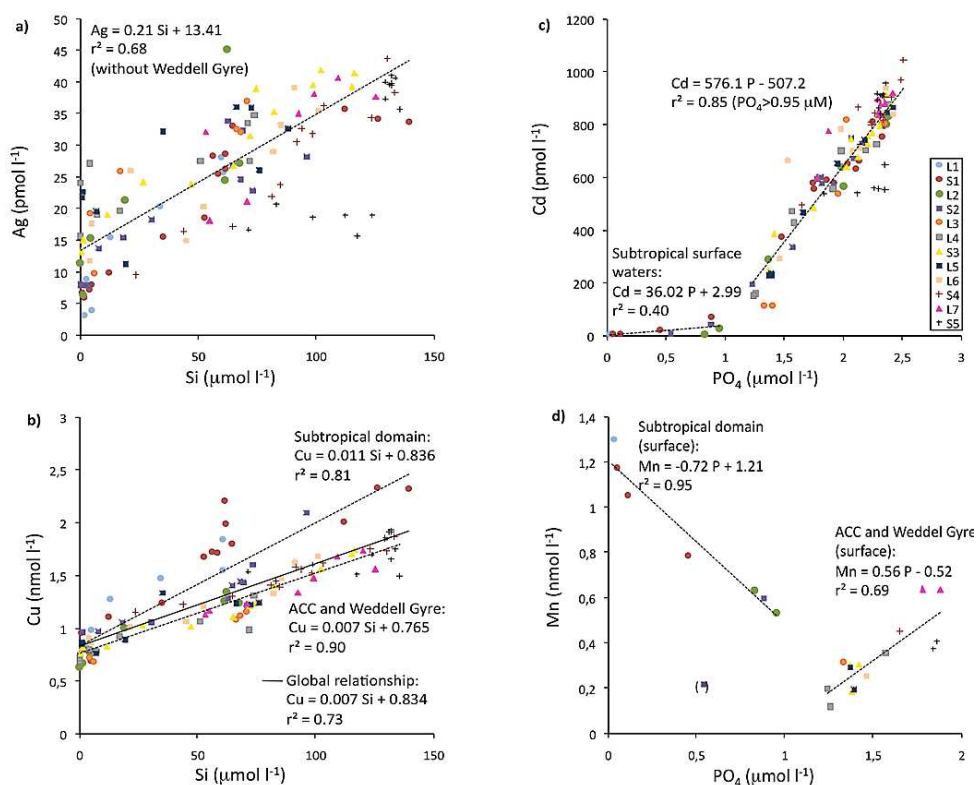 a)
Ag = 0.21 Si + 13.41
r² = 0.68
(without Weddell Gyre)
50
45
40
35
30
25
20
15
10
5
0
Ag (pmol l⁻¹)
0 50 100 150
Si (μmol l⁻¹)
c)
Cd = 576.1 P - 507.2
r² = 0.85 (PO₄>0.95 μM)
Subtropical surface
waters:
Cd = 36.02 P + 2.99
r² = 0.40
1000
800
600
400
200
0
Cd (pmol l⁻¹)
0 0,5 1 1,5 2 2,5 3
PO₄ (μmol l⁻¹)
L1
S1
L2
S2
L3
L4
S3
L5
L6
S4
L7
S5
b)
Subtropical domain:
Cu = 0.011 Si + 0.836
r² = 0.81
ACC and Weddell Gyre:
Cu = 0.007 Si + 0.765
r² = 0.90
Global relationship:
Cu = 0.007 Si + 0.834
r² = 0.73
3
2,5
2
1,5
1
0,5
0
Cu (nmol l⁻¹)
0 50 100 150
Si (μmol l⁻¹)
d)
Subtropical domain
(surface):
Mn = -0.72 P + 1.21
r² = 0.95
ACC and Weddel Gyre
(surface):
Mn = 0.56 P - 0.52
r² = 0.69
( )
1,4
1,2
1
0,8
0,6
0,4
0,2
0
Mn (nmol l⁻¹)
0 0,5 1 1,5 2
PO₄ (μmol l⁻¹)